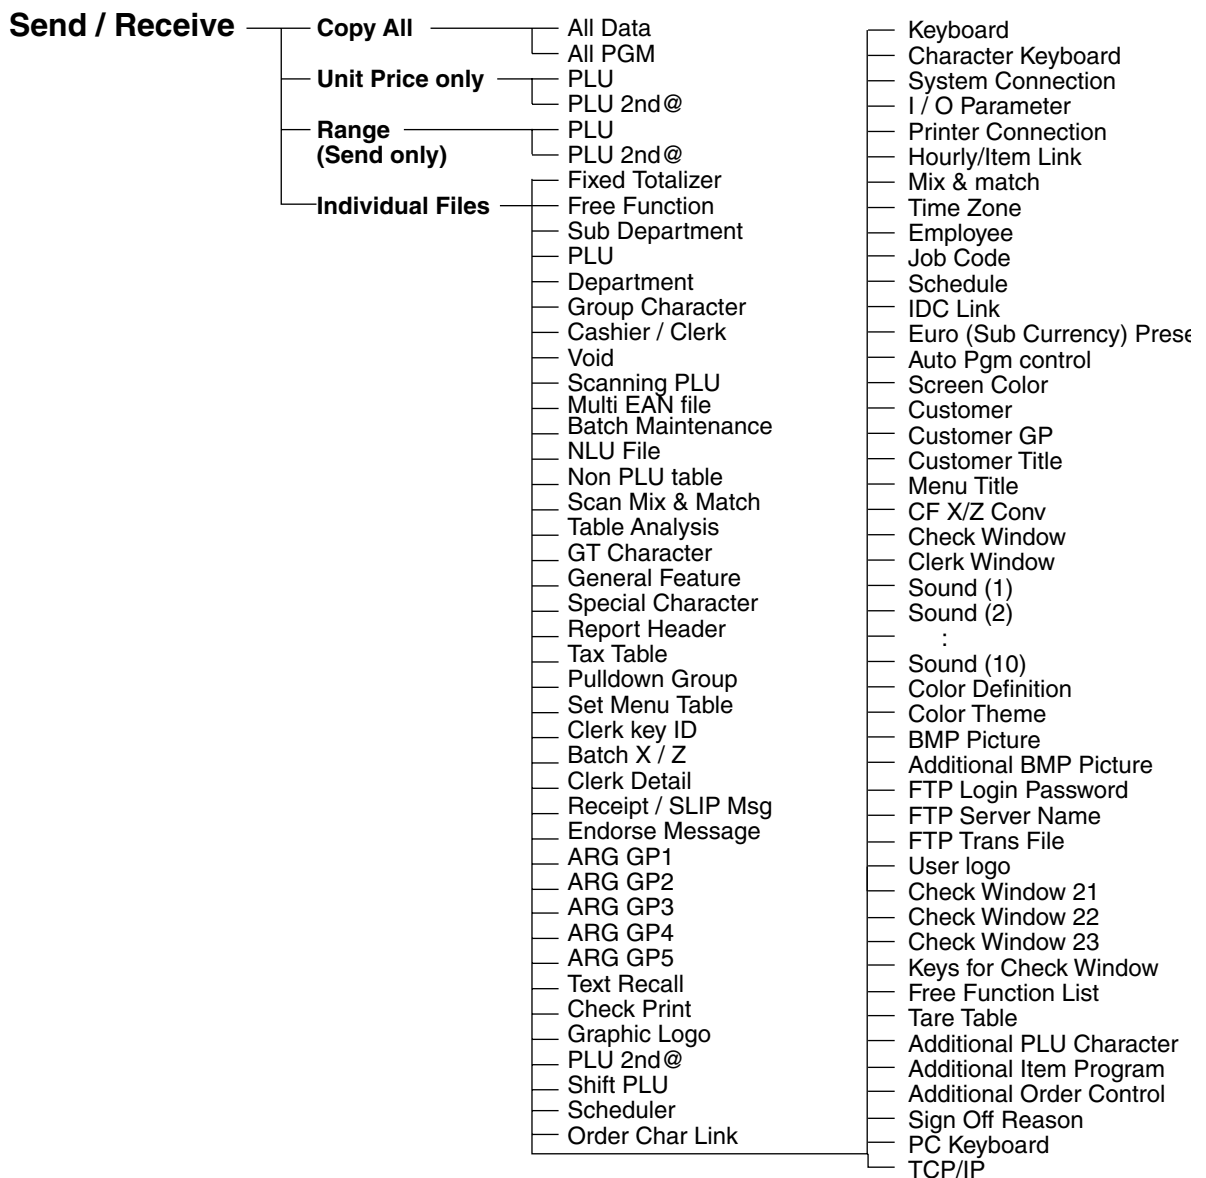 Send / Receive
Copy All
All Data
All PGM
Unit Price only
PLU
PLU 2nd@
Range
(Send only)
PLU
PLU 2nd@
Individual Files
Fixed Totalizer
Free Function
Sub Department
PLU
Department
Group Character
Cashier / Clerk
Void
Scanning PLU
Multi EAN file
Batch Maintenance
NLU File
Non PLU table
Scan Mix & Match
Table Analysis
GT Character
General Feature
Special Character
Report Header
Tax Table
Pulldown Group
Set Menu Table
Clerk key ID
Batch X / Z
Clerk Detail
Receipt / SLIP Msg
Endorse Message
ARG GP1
ARG GP2
ARG GP3
ARG GP4
ARG GP5
Text Recall
Check Print
Graphic Logo
PLU 2nd@
Shift PLU
Scheduler
Order Char Link
Keyboard
Character Keyboard
System Connection
I / O Parameter
Printer Connection
Hourly/Item Link
Mix & match
Time Zone
Employee
Job Code
Schedule
IDC Link
Euro (Sub Currency)
Auto Pgm control
Screen Color
Customer
Customer GP
Customer Title
Menu Title
CF X/Z Conv
Check Window
Clerk Window
Sound (1)
Sound (2)
:
Sound (10)
Color Definition
Color Theme
BMP Picture
Additional BMP Picture
FTP Login Password
FTP Server Name
FTP Trans File
User logo
Check Window 21
Check Window 22
Check Window 23
Keys for Check Window
Free Function List
Tare Table
Additional PLU Character
Additional Item Program
Additional Order Control
Sign Off Reason
PC Keyboard
TCP/IP